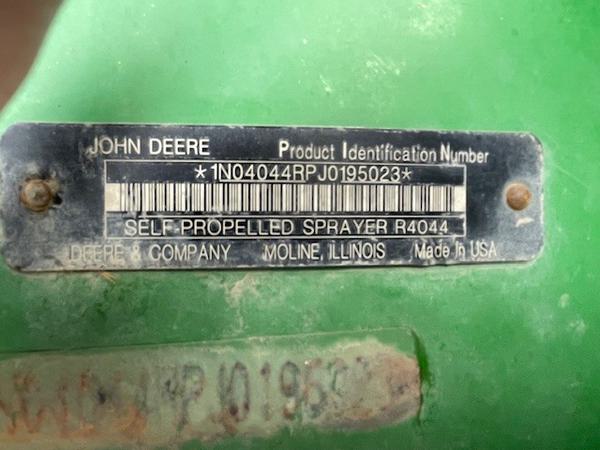 JOHN DEERE Product Identification Number
*1N04044RPJ0195023*
SELF-PROPELLED SPRAYER R4044
DEERE & COMPANY MOLINE, ILLINOIS Made In USA